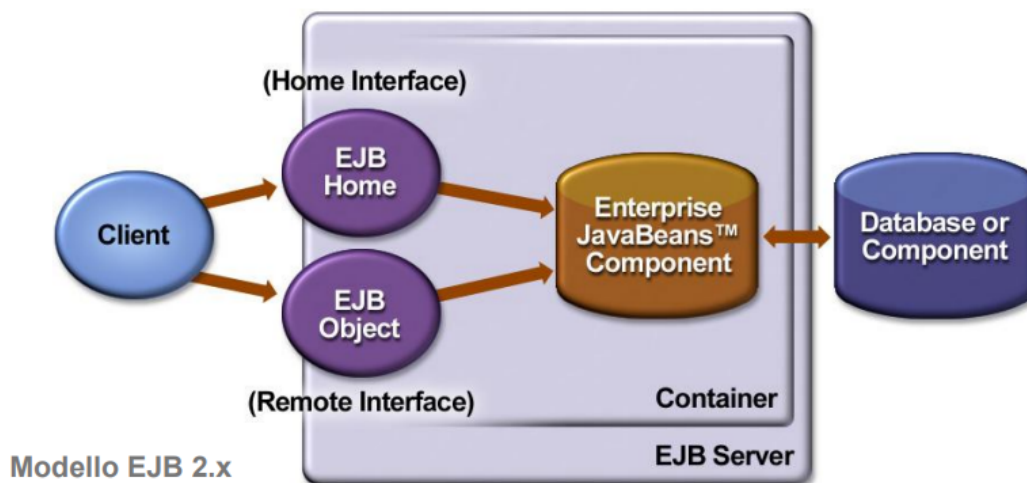 (Home Interface)
EJB
Home
Client
Enterprise
JavaBeans™
Component
Database or
Component
EJB
Object
(Remote Interface)
Container
EJB Server
Modello EJB 2.x